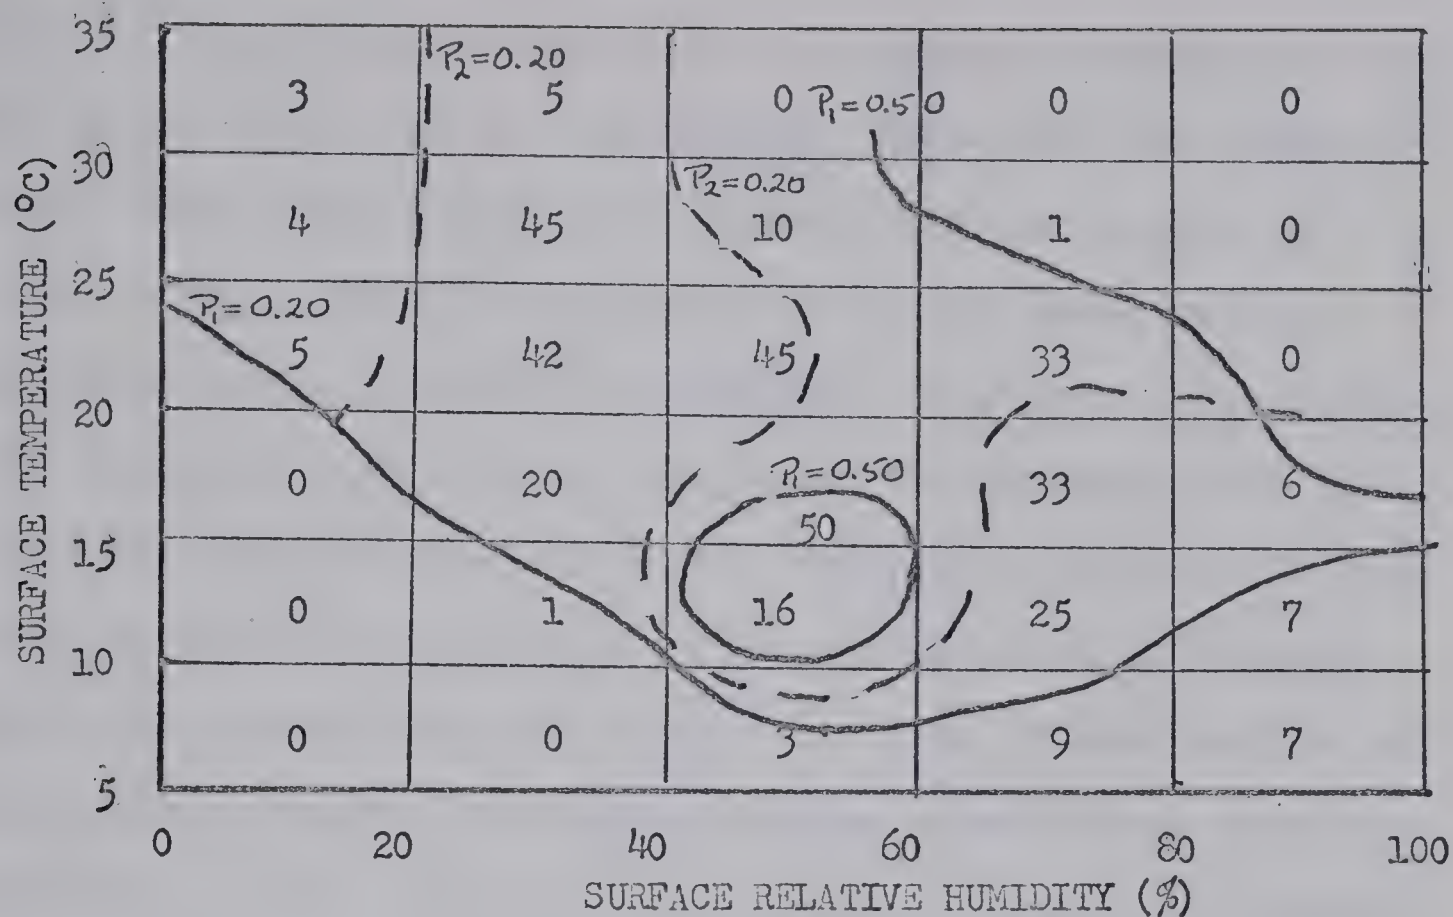 35
P₂=0.20
3 5 0 P₁=0.50 0 0
30
P₂=0.20
4 45 10 1 0
25
P₁=0.20
5 42 45 33 0
20
P₁=0.50
0 20 50 33 6
15
0 1 16 25 7
10
0 0 3 9 7
5
0 20 40 60 80 100
SURFACE TEMPERATURE (°C)
SURFACE RELATIVE HUMIDITY (%)